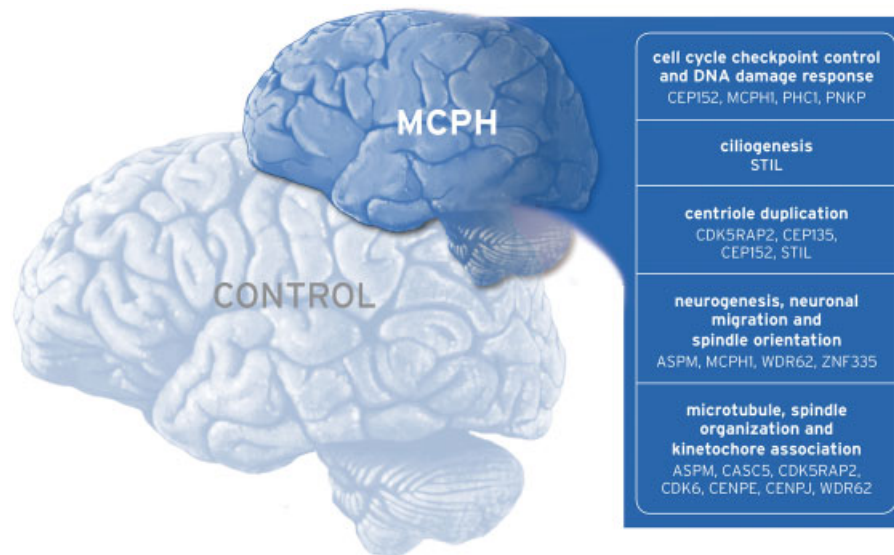 MCPH
CONTROL
cell cycle checkpoint control
and DNA damage response
CEP152, MCPH1, PHC1, PNKP
ciliogenesis
STIL
centriole duplication
CDK5RAP2, CEP135,
CEP152, STIL
neurogenesis, neuronal
migration and
spindle orientation
ASPM, MCPH1, WDR62, ZNF335
microtubule, spindle
organization and
kinetochore association
ASPM, CASC5, CDK5RAP2,
CDK6, CENPE, CENPJ, WDR62